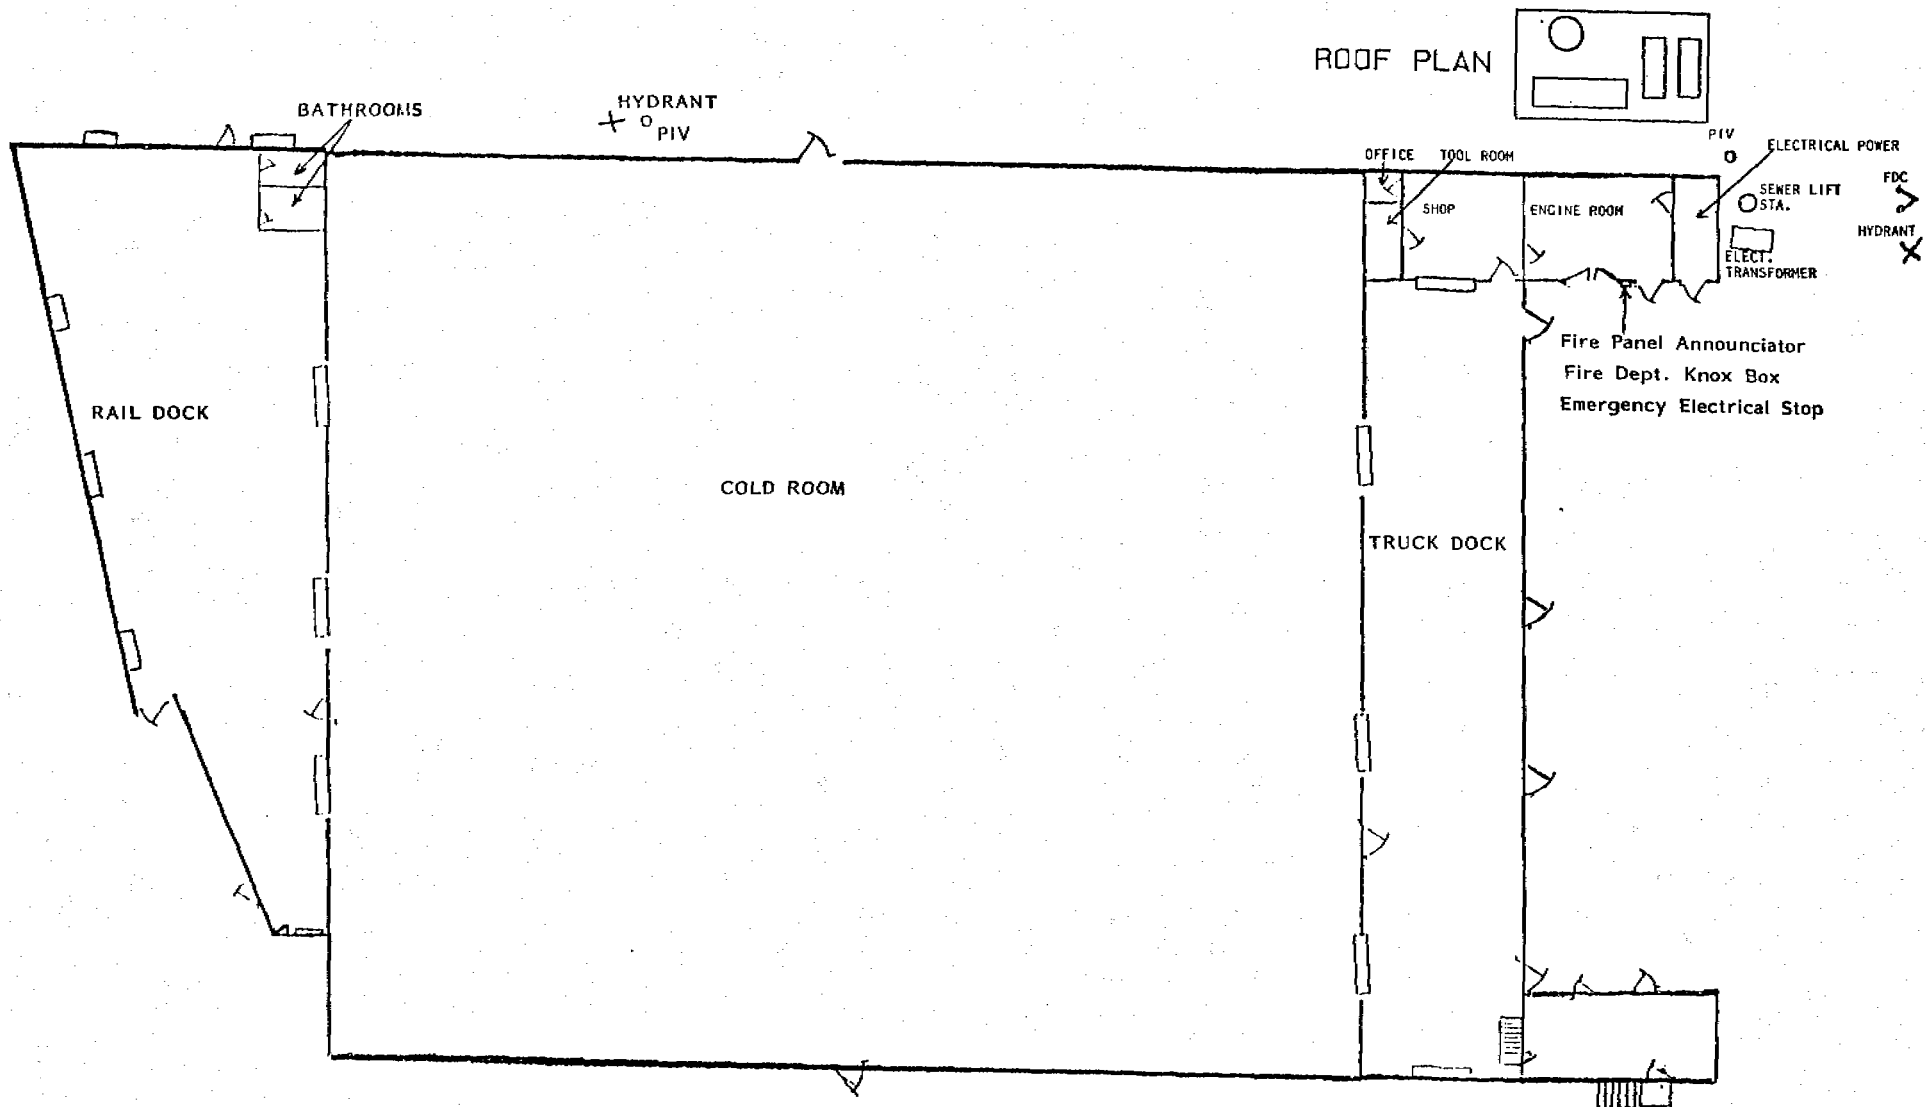 ROOF PLAN
BATHROOMS
HYDRANT
PIV
PIV
ELECTRICAL POWER
OFFICE
TOOL ROOM
SHOP
ENGINE ROOM
SEWER LIFT
STA.
FDC
HYDRANT
ELECT.
TRANSFORMER
Fire Panel Announciator
Fire Dept. Knox Box
Emergency Electrical Stop
RAIL DOCK
COLD ROOM
TRUCK DOCK